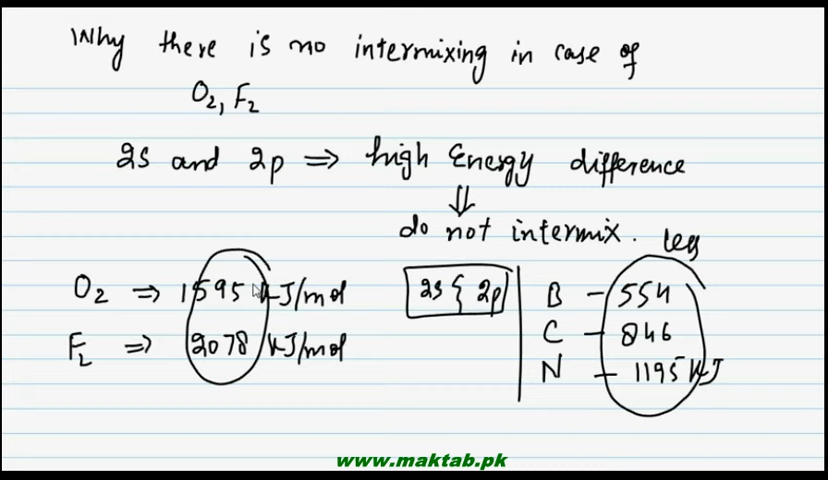 Why there is no intermixing in case of
O₂, F₂
2s and 2p ⇒ high Energy difference
⇓
do not intermix.
less
O₂ ⇒ 1595 kJ/mol
F₂ ⇒ 2078 kJ/mol
2s { 2p
B – 554
C – 846
N – 1195 kJ
www.maktab.pk